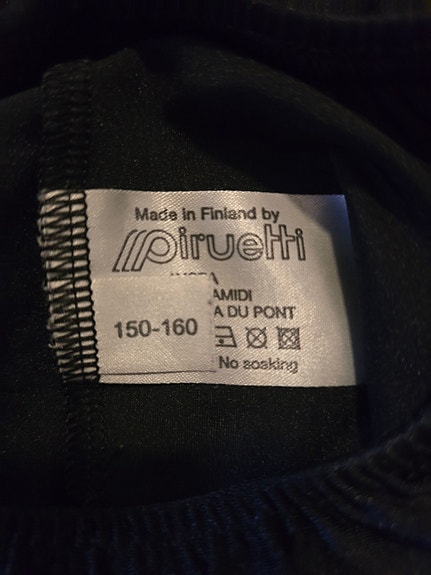 Made in Finland by
piruetti
AMIDI
A DU PONT
150-160
No soaking